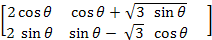 [2 cos θ cos θ + √3 sin θ
2 sin θ sin θ − √3 cos θ]